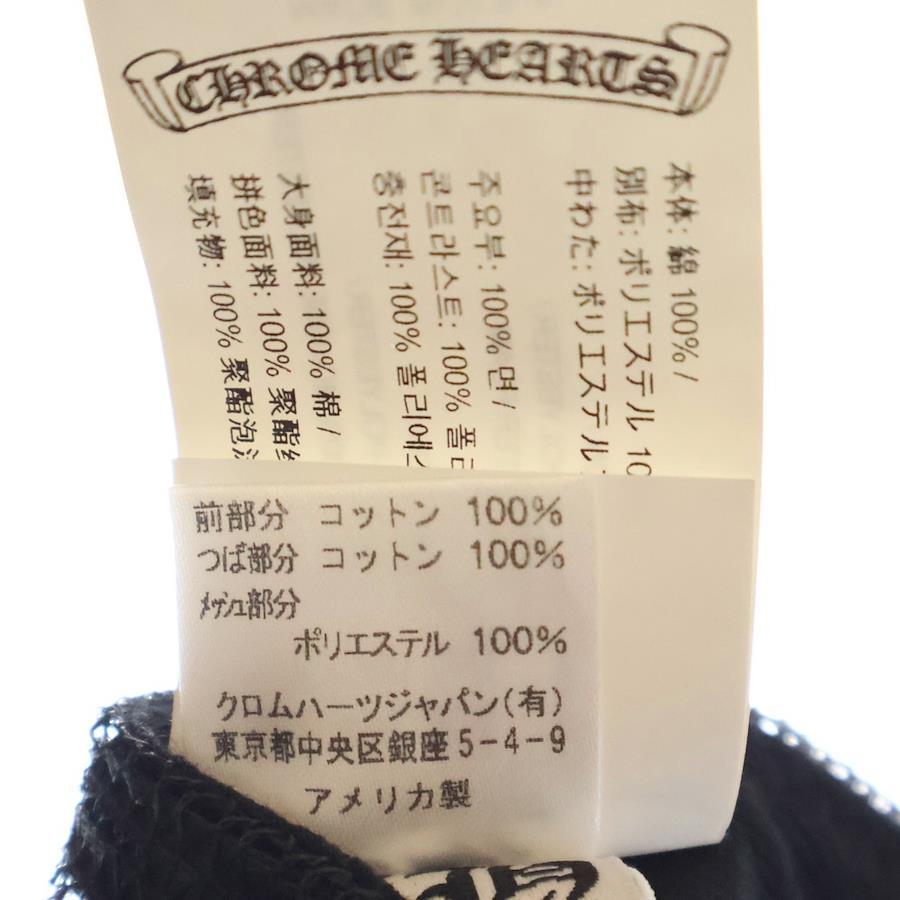 CHROME HEARTS
本体: 綿 100% /
別布: ポリエステル 10
中わた: ポリエステル
주요부: 100% 면 /
콘트라스트: 100% 폴리
충전재: 100% 폴리에스
大身面料: 100% 棉 /
拼色面料: 100% 聚酯
填充物: 100% 聚酯泡
前部分 コットン 100%
つば部分 コットン 100%
メッシュ部分
ポリエステル 100%
クロムハーツジャパン(有)
東京都中央区銀座5-4-9
アメリカ製